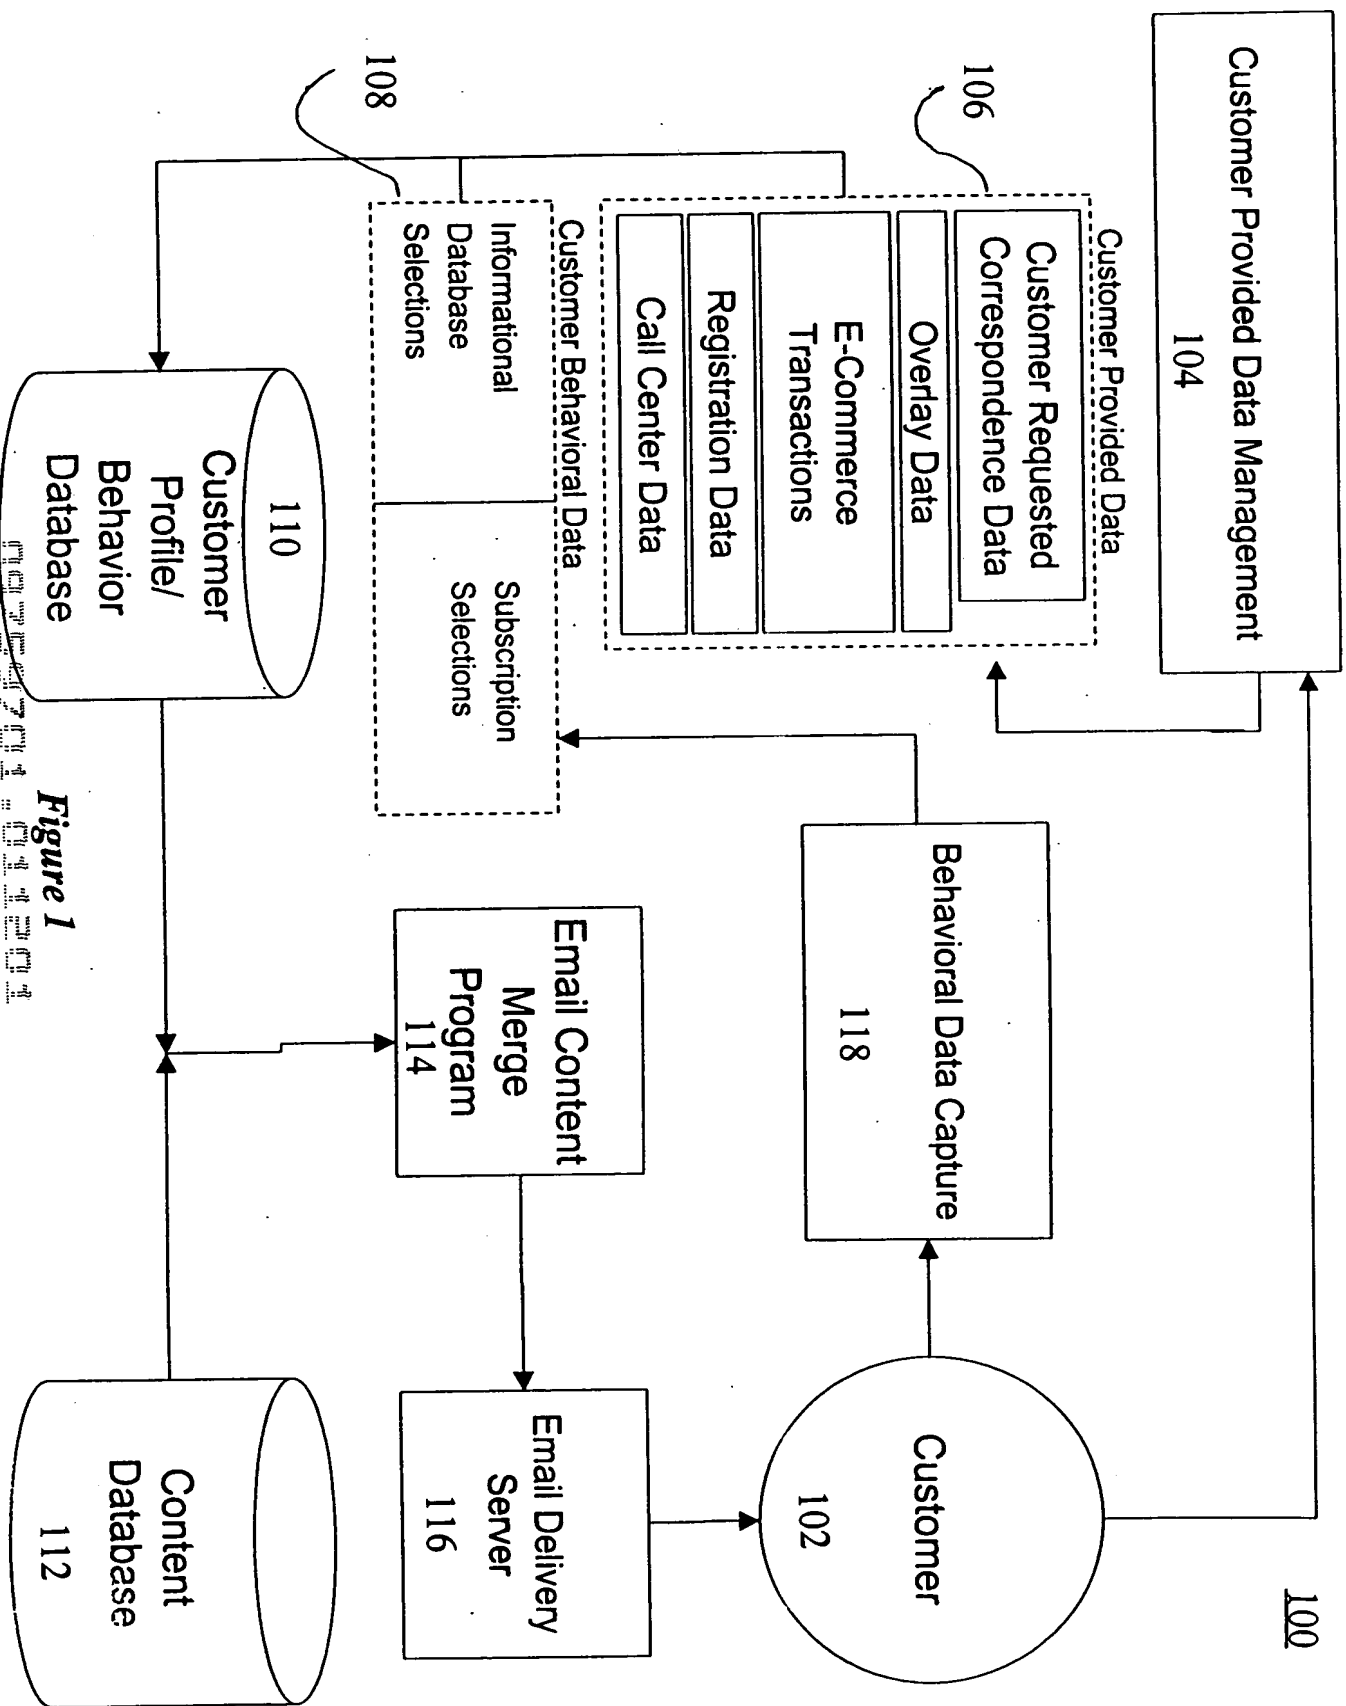 100
Customer Provided Data Management
104
106
Customer Provided Data
Customer Requested
Correspondence Data
Overlay Data
E-Commerce
Transactions
Registration Data
Call Center Data
108
Customer Behavioral Data
Informational
Database
Selections
Subscription
Selections
Behavioral Data Capture
118
Customer
102
Email Content
Merge
Program
114
Email Delivery
Server
116
110
Customer
Profile/
Behavior
Database
Content
Database
112
Figure 1